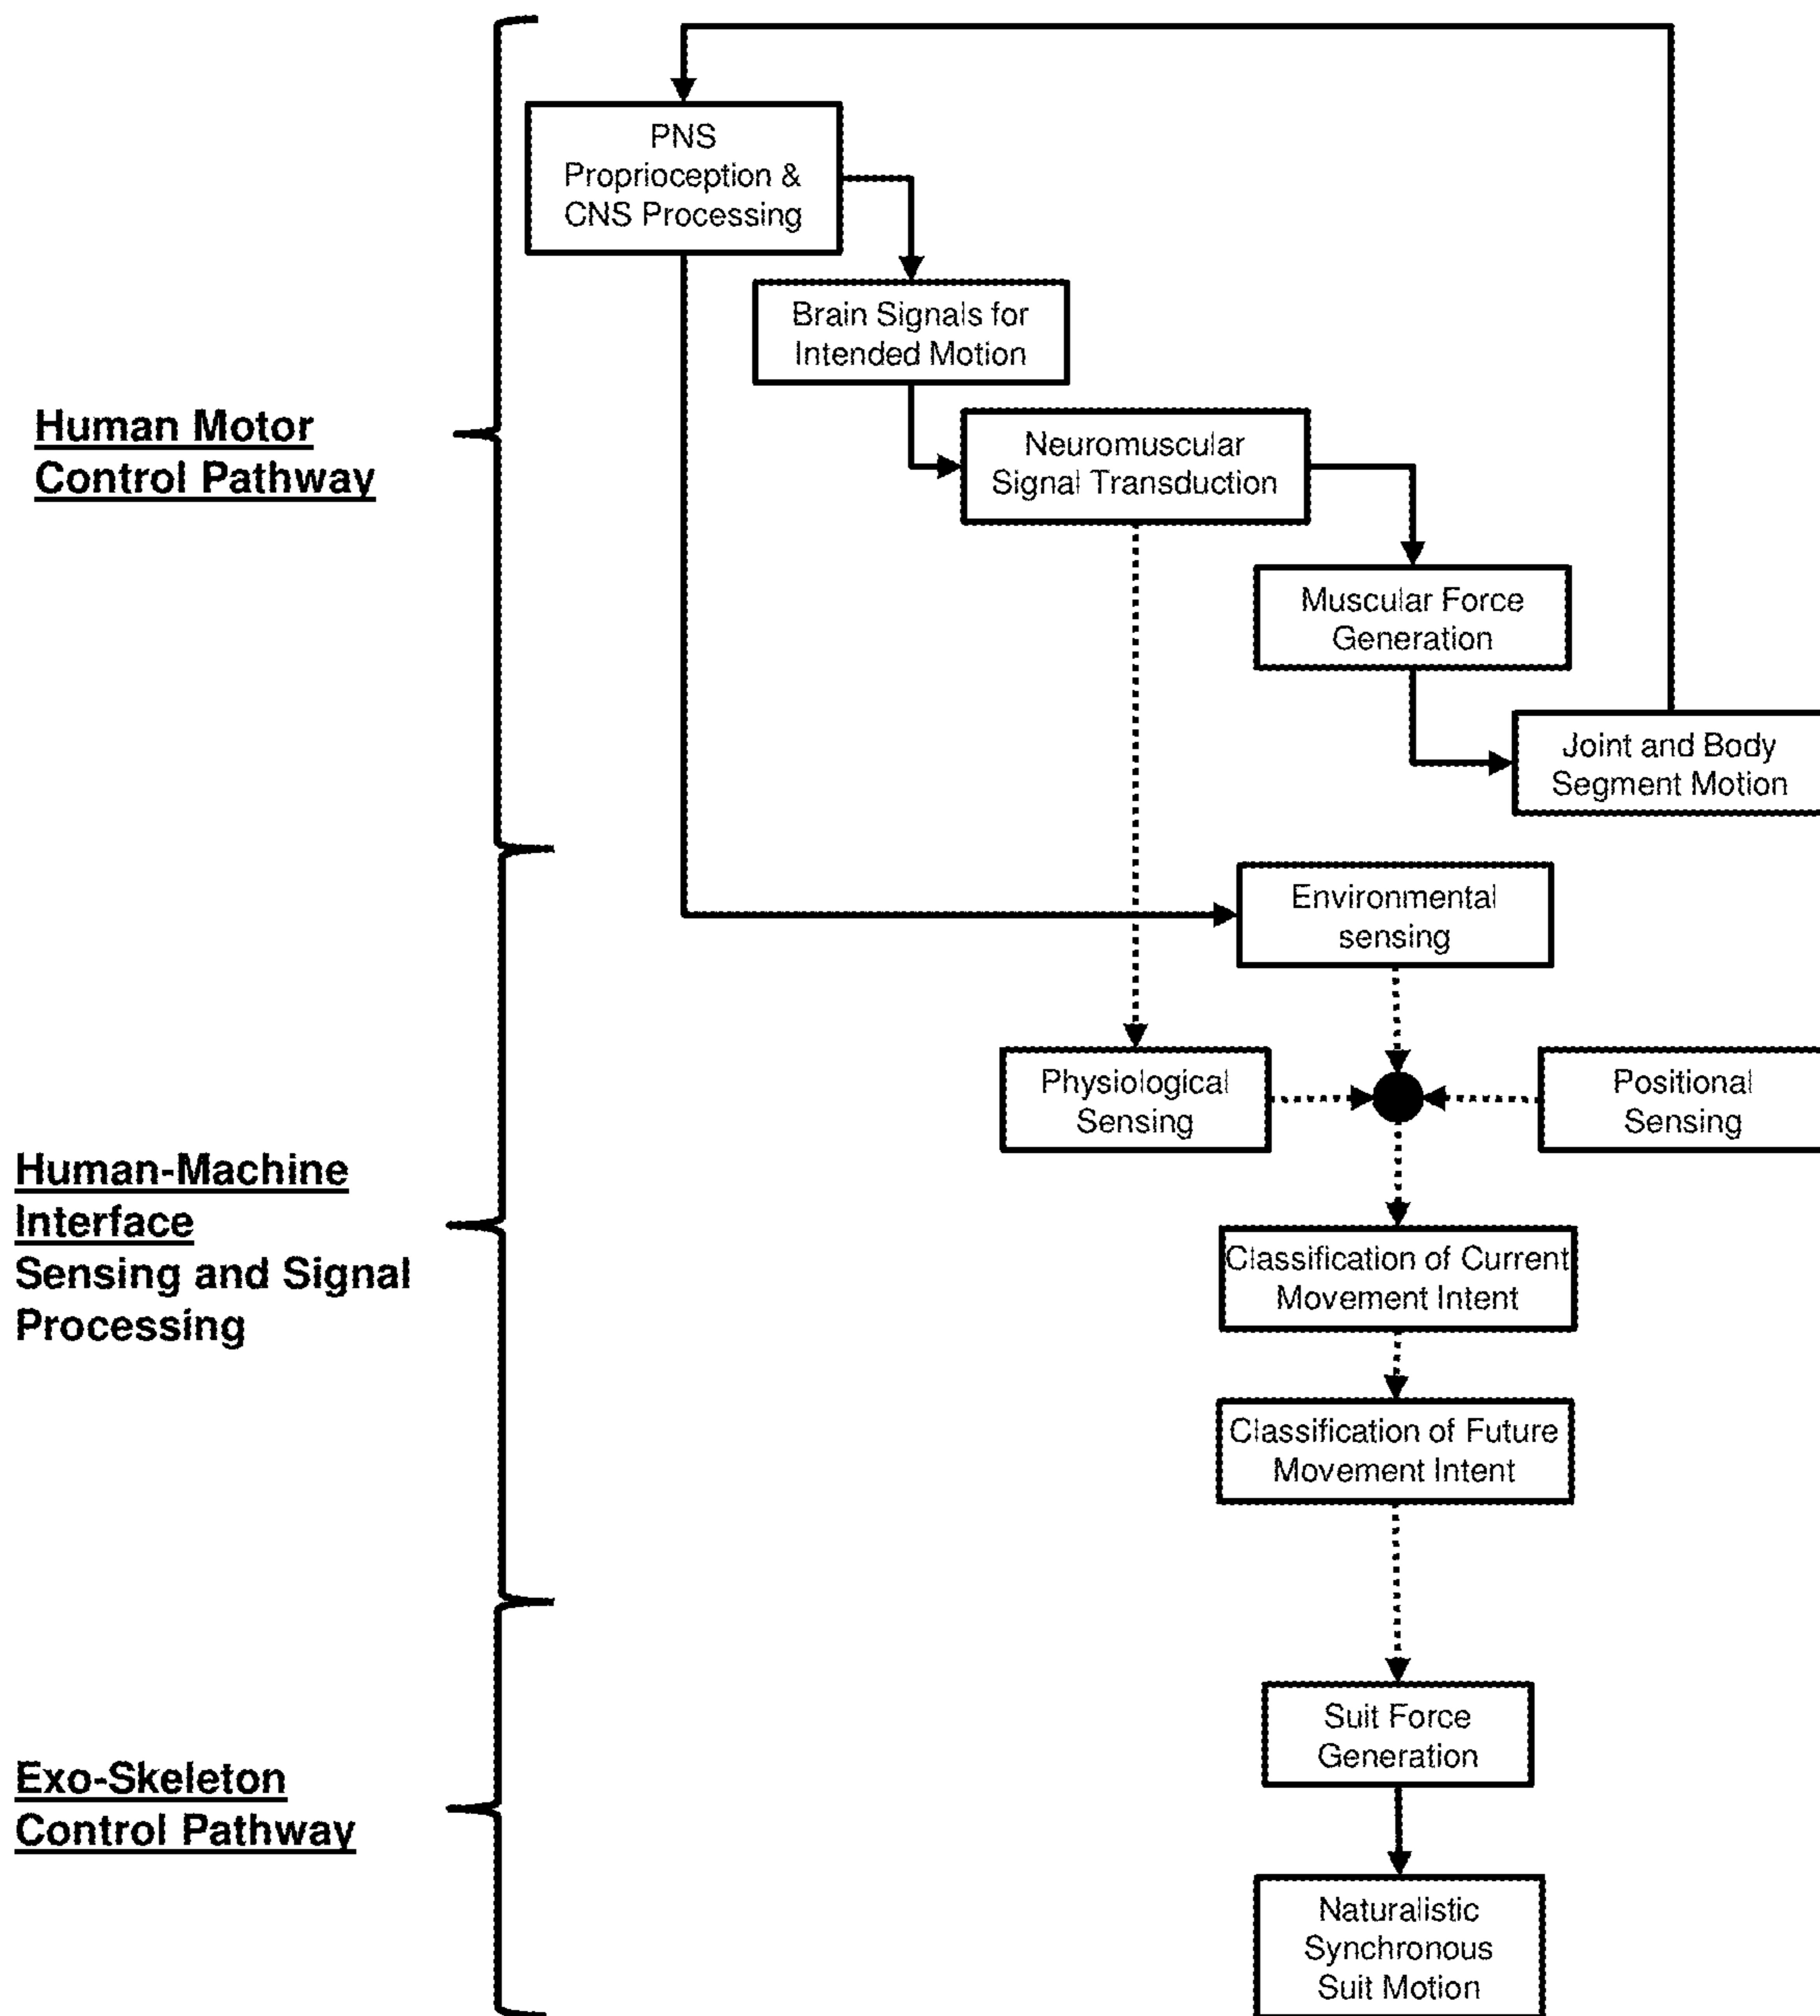 PNS
Proprioception &
CNS Processing
Brain Signals for
Intended Motion
Human Motor
Control Pathway
Neuromuscular
Signal Transduction
Muscular Force
Generation
Joint and Body
Segment Motion
Environmental
sensing
Physiological
Sensing
Positional
Sensing
Human-Machine
Interface
Sensing and Signal
Processing
Classification of Current
Movement Intent
Classification of Future
Movement Intent
Suit Force
Generation
Exo-Skeleton
Control Pathway
Naturalistic
Synchronous
Suit Motion